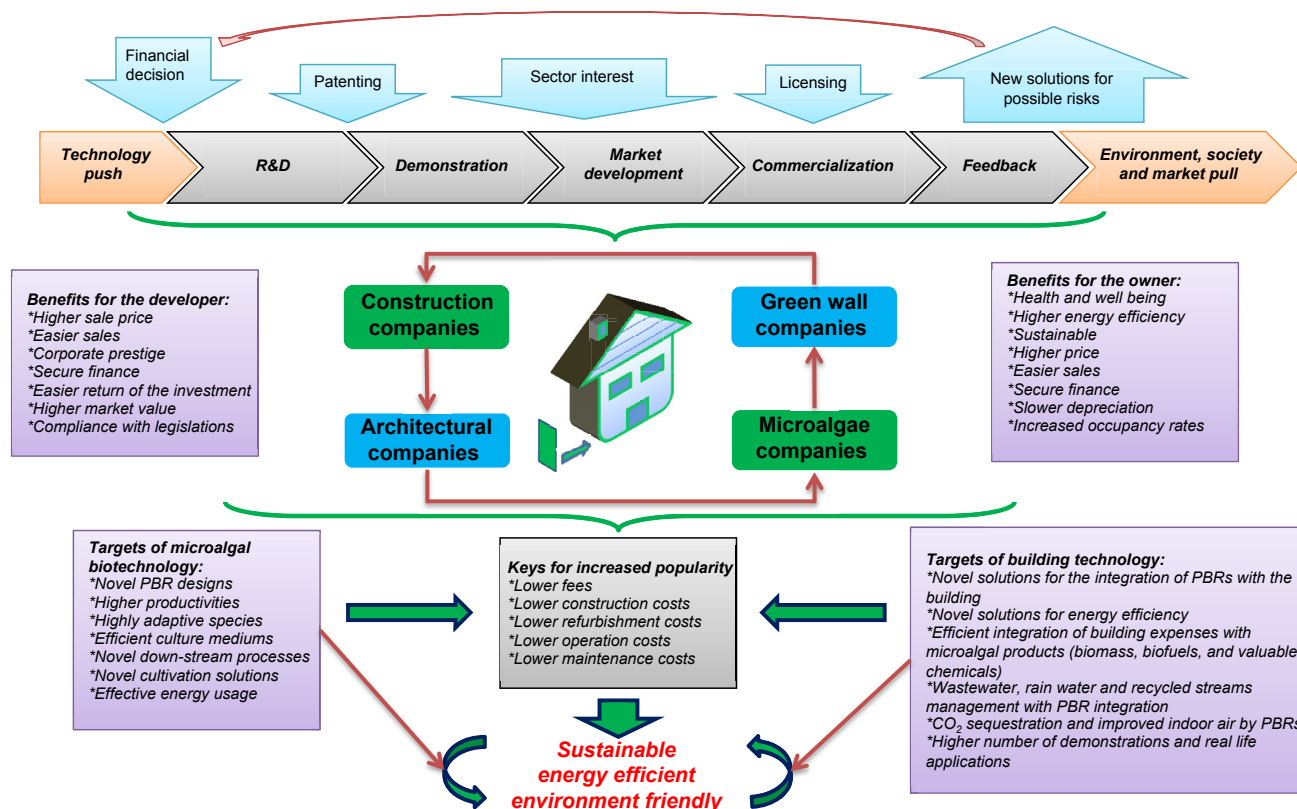 Financial
decision
Patenting
Sector interest
Licensing
New solutions for
possible risks
Technology
push
R&D
Demonstration
Market
development
Commercialization
Feedback
Environment, society
and market pull
Benefits for the developer:
*Higher sale price
*Easier sales
*Corporate prestige
*Secure finance
*Easier return of the investment
*Higher market value
*Compliance with legislations
Construction
companies
Green wall
companies
Architectural
companies
Microalgae
companies
Benefits for the owner:
*Health and well being
*Higher energy efficiency
*Sustainable
*Higher price
*Easier sales
*Secure finance
*Slower depreciation
*Increased occupancy rates
Targets of microalgal
biotechnology:
*Novel PBR designs
*Higher productivities
*Highly adaptive species
*Efficient culture mediums
*Novel down-stream processes
*Novel cultivation solutions
*Effective energy usage
Keys for increased popularity
*Lower fees
*Lower construction costs
*Lower refurbishment costs
*Lower operation costs
*Lower maintenance costs
Targets of building technology:
*Novel solutions for the integration of PBRs with the
building
*Novel solutions for energy efficiency
*Efficient integration of building expenses with
microalgal products (biomass, biofuels, and valuable
chemicals)
*Wastewater, rain water and recycled streams
management with PBR integration
*CO₂ sequestration and improved indoor air by PBRs
*Higher number of demonstrations and real life
applications
Sustainable
energy efficient
environment friendly